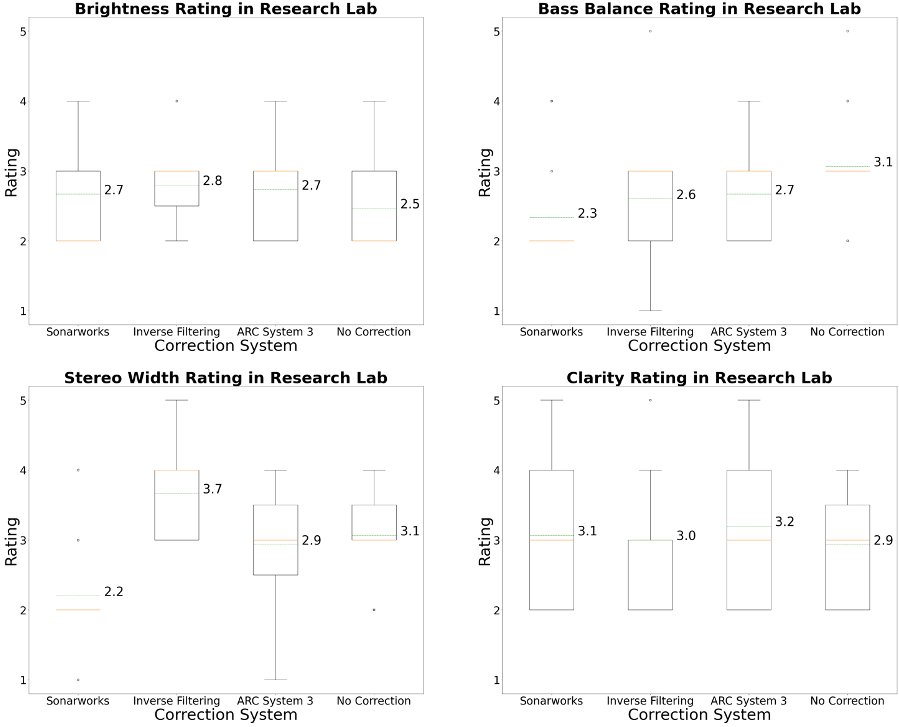 Brightness Rating in Research Lab
5
4
3
2
1
Rating
2.7
2.8
2.7
2.5
Sonarworks Inverse Filtering ARC System 3 No Correction
Correction System
Bass Balance Rating in Research Lab
5
4
3
2
1
Rating
2.3
2.6
2.7
3.1
Sonarworks Inverse Filtering ARC System 3 No Correction
Correction System
Stereo Width Rating in Research Lab
5
4
3
2
1
Rating
2.2
3.7
2.9
3.1
Sonarworks Inverse Filtering ARC System 3 No Correction
Correction System
Clarity Rating in Research Lab
5
4
3
2
1
Rating
3.1
3.0
3.2
2.9
Sonarworks Inverse Filtering ARC System 3 No Correction
Correction System